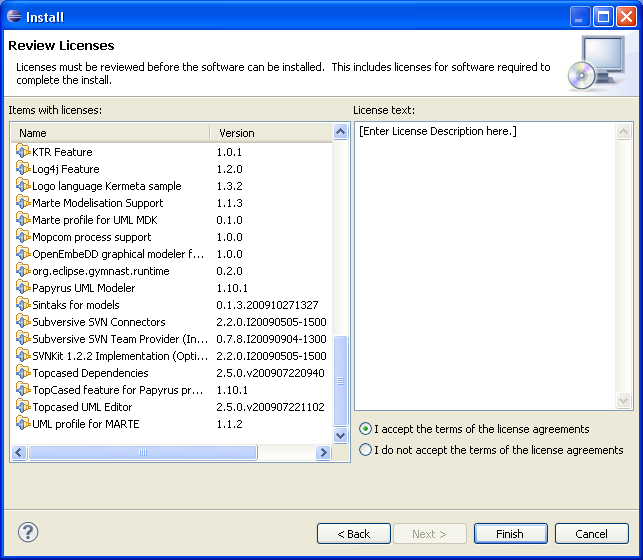 Install
Review Licenses
Licenses must be reviewed before the software can be installed.  This includes licenses for software required to
complete the install.
Items with licenses:
License text:
Name Version
[Enter License Description here.]
KTR Feature 1.0.1
Log4j Feature 1.2.0
Logo language Kermeta sample 1.3.2
Marte Modelisation Support 1.1.3
Marte profile for UML MDK 0.1.0
Mopcom process support 1.0.0
OpenEmbeDD graphical modeler f... 1.0.0
org.eclipse.gymnast.runtime 0.2.0
Papyrus UML Modeler 1.10.1
Sintaks for models 0.1.3.200910271327
Subversive SVN Connectors 2.2.0.I20090505-1500
Subversive SVN Team Provider (In... 0.7.8.I20090904-1300
SVNKit 1.2.2 Implementation (Opti... 2.2.0.I20090505-1500
Topcased Dependencies 2.5.0.v200907220940
TopCased feature for Papyrus pr... 1.10.1
Topcased UML Editor 2.5.0.v200907221102
UML profile for MARTE 1.1.2
I accept the terms of the license agreements
I do not accept the terms of the license agreements
? < Back Next > Finish Cancel